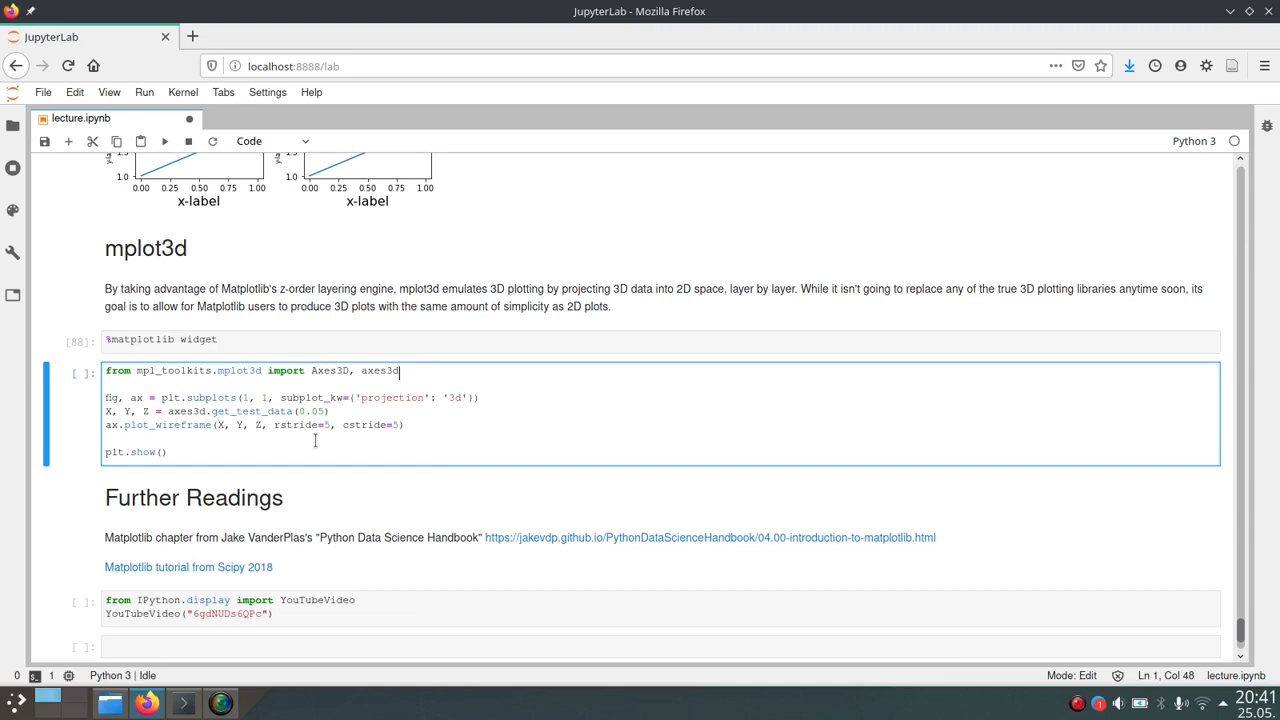 JupyterLab - Mozilla Firefox
JupyterLab
localhost:8888/lab
File Edit View Run Kernel Tabs Settings Help
lecture.ipynb
Code
Python 3
1.0 1.0
0.00 0.25 0.50 0.75 1.00 0.00 0.25 0.50 0.75 1.00
x-label x-label
mplot3d
By taking advantage of Matplotlib's z-order layering engine, mplot3d emulates 3D plotting by projecting 3D data into 2D space, layer by layer. While it isn't going to replace any of the true 3D plotting libraries anytime soon, its
goal is to allow for Matplotlib users to produce 3D plots with the same amount of simplicity as 2D plots.
[88]: %matplotlib widget
[ ]: from mpl_toolkits.mplot3d import Axes3D, axes3d
fig, ax = plt.subplots(1, 1, subplot_kw={'projection': '3d'})
X, Y, Z = axes3d.get_test_data(0.05)
ax.plot_wireframe(X, Y, Z, rstride=5, cstride=5)
plt.show()
Further Readings
Matplotlib chapter from Jake VanderPlas's "Python Data Science Handbook" https://jakevdp.github.io/PythonDataScienceHandbook/04.00-introduction-to-matplotlib.html
Matplotlib tutorial from Scipy 2018
[ ]: from IPython.display import YouTubeVideo
YouTubeVideo("6gdNUDs6QPc")
[ ]:
0 1 Python 3 | Idle Mode: Edit Ln 1, Col 48 lecture.ipynb
1 20:41
25.05.